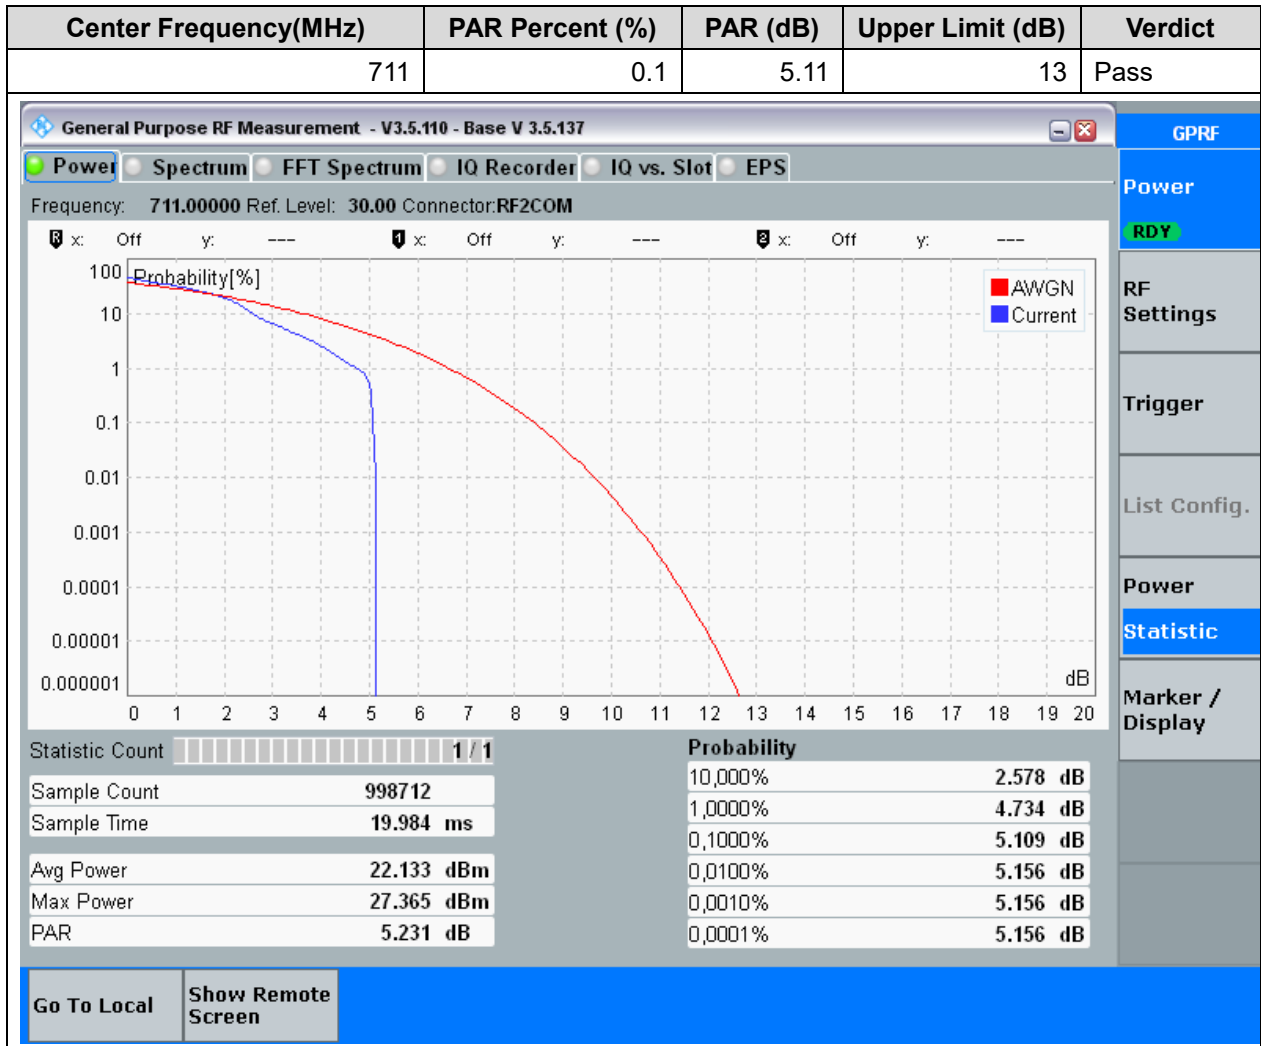 Center Frequency(MHz) PAR Percent (%) PAR (dB) Upper Limit (dB) Verdict
711 0.1 5.11 13 Pass
General Purpose RF Measurement - V3.5.110 - Base V 3.5.137
GPRF
Power Spectrum FFT Spectrum IQ Recorder IQ vs. Slot EPS
Frequency: 711.00000 Ref. Level: 30.00 Connector:RF2COM
R x: Off y: --- 1 x: Off y: --- 2 x: Off y: ---
Probability[%]
AWGN
Current
100
10
1
0.1
0.01
0.001
0.0001
0.00001
0.000001
dB
0 1 2 3 4 5 6 7 8 9 10 11 12 13 14 15 16 17 18 19 20
Statistic Count 1 / 1
Sample Count 998712
Sample Time 19.984 ms
Avg Power 22.133 dBm
Max Power 27.365 dBm
PAR 5.231 dB
Probability
10,000% 2.578 dB
1,0000% 4.734 dB
0,1000% 5.109 dB
0,0100% 5.156 dB
0,0010% 5.156 dB
0,0001% 5.156 dB
Power
RDY
RF
Settings
Trigger
List Config.
Power
Statistic
Marker /
Display
Go To Local
Show Remote
Screen